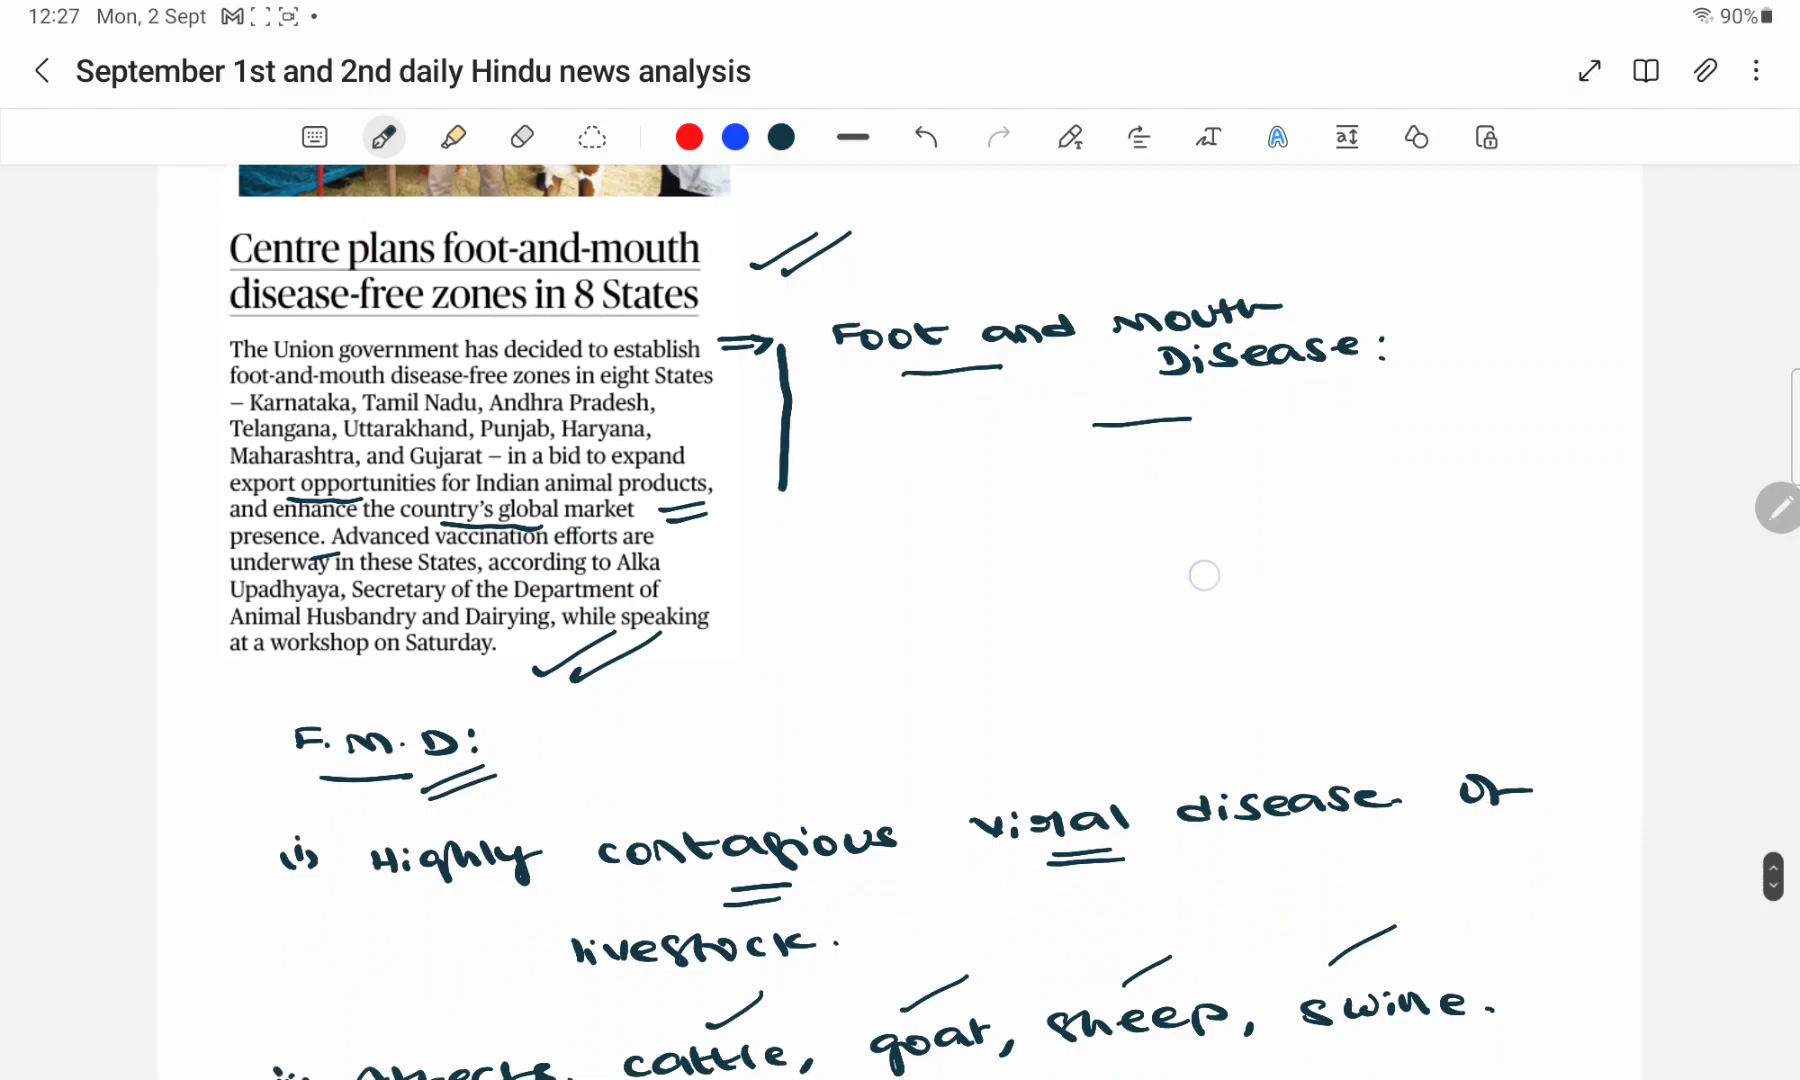 12:27 Mon, 2 Sept
90%
September 1st and 2nd daily Hindu news analysis
Centre plans foot-and-mouth
disease-free zones in 8 States
The Union government has decided to establish
foot-and-mouth disease-free zones in eight States
– Karnataka, Tamil Nadu, Andhra Pradesh,
Telangana, Uttarakhand, Punjab, Haryana,
Maharashtra, and Gujarat – in a bid to expand
export opportunities for Indian animal products,
and enhance the country's global market
presence. Advanced vaccination efforts are
underway in these States, according to Alka
Upadhyaya, Secretary of the Department of
Animal Husbandry and Dairying, while speaking
at a workshop on Saturday.
Foot and Mouth
Disease:
F.M.D:
(i) Highly contagious viral disease of
livestock.
ii Affects cattle, goat, sheep, swine.